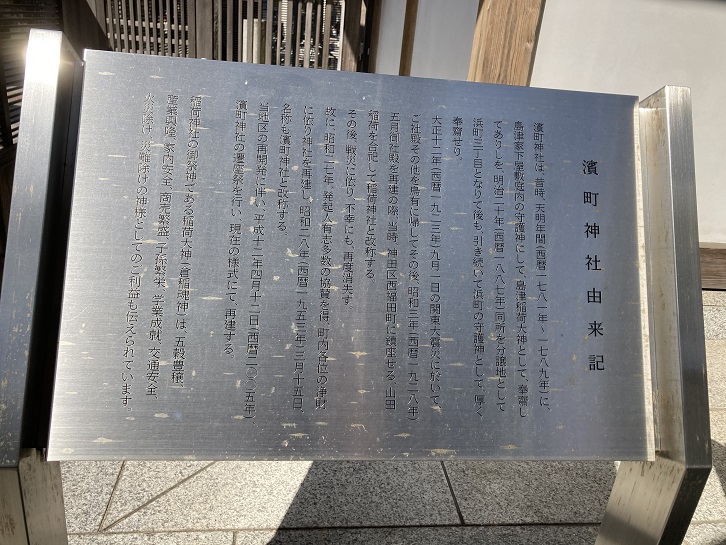 濱町神社由来記
濱町神社は、昔時、天明年間(西暦一七八一年～一七八九年)に、
島津家下屋敷庭内の守護神にして、島津稲荷大神として、奉齋し
てありしを、明治二十年(西暦一八八七年)同所を分譲地として
浜町三丁目となりて後も、引き続いて浜町の守護神として、厚く
奉齋せり。
大正十二年(西暦一九二三年)九月一日の関東大震災に於いて、
ご社殿その他を烏有に帰してその後、昭和三年(西暦一九二八年)
五月御社殿を再建の際、当時、神田区西福田町に鎮座せる、山田
稲荷を合祀して稲荷神社と改称する
その後、戦災に依り、不幸にも、再度消失す。
故に、昭和二七年、発起人有志多数の協賛を得、町内各位の浄財
に依り神社を再建し、昭和二八年(西暦一九五三年)三月十五日、
名称も濱町神社と改称する。
当地区の再開発に伴い、平成十二年四月十二日(西暦二〇〇五年)、
濱町神社の遷座祭を行い、現在の様式にて、再建する。
稲荷神社の御祭神である稲荷大神(倉稲魂神)は、五穀豊穣、
産業興隆、家内安全、商売繁盛、子孫繁栄、学業成就、交通安全、
火災除け、災難除けの神様としてのご利益も伝えられています。